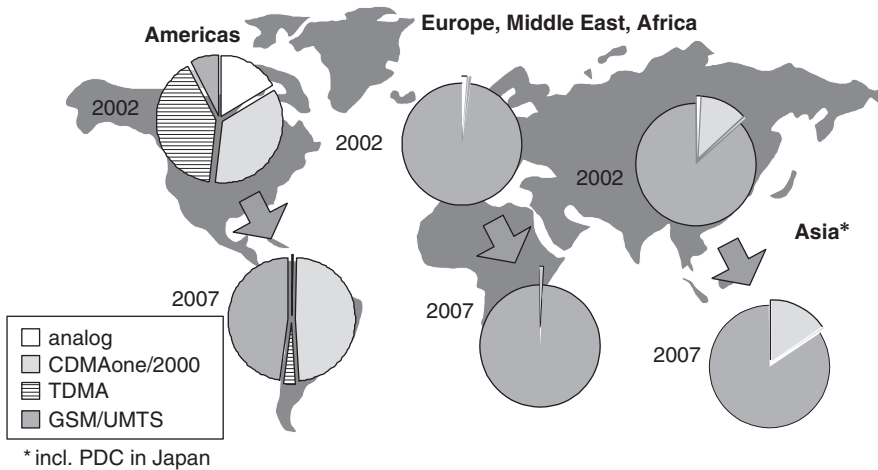 Europe, Middle East, Africa
Americas
2002
2002
2002
Asia*
2007
2007
2007
analog
CDMAone/2000
TDMA
GSM/UMTS
* incl. PDC in Japan